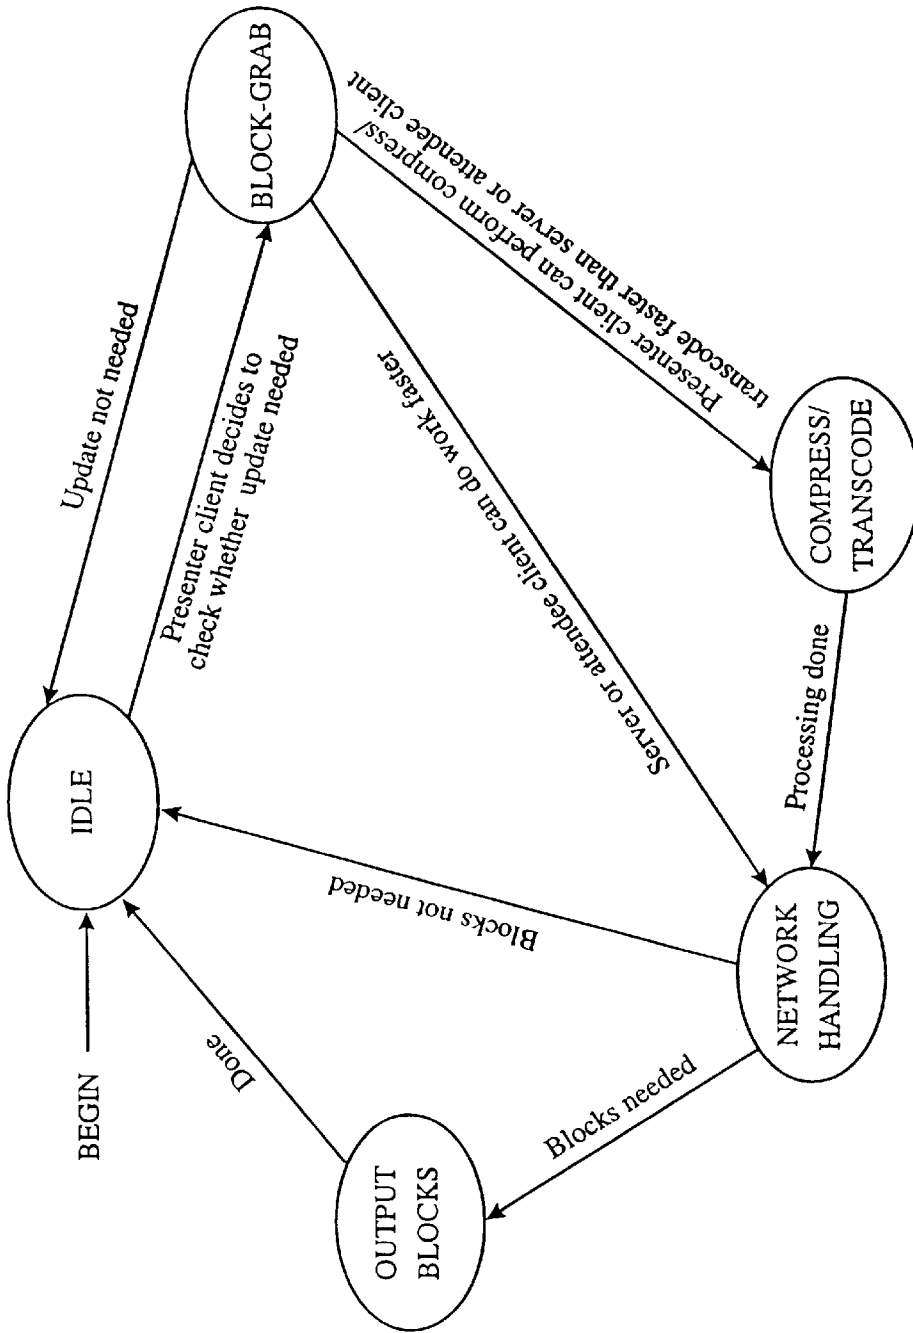 BEGIN
IDLE
Update not needed
Presenter client decides to
check whether update needed
BLOCK-GRAB
Done
Blocks not needed
Server or attendee client can do work faster
Presenter client can perform compress/
transcode faster than server or attendee client
OUTPUT
BLOCKS
Blocks needed
NETWORK
HANDLING
Processing done
COMPRESS/
TRANSCODE